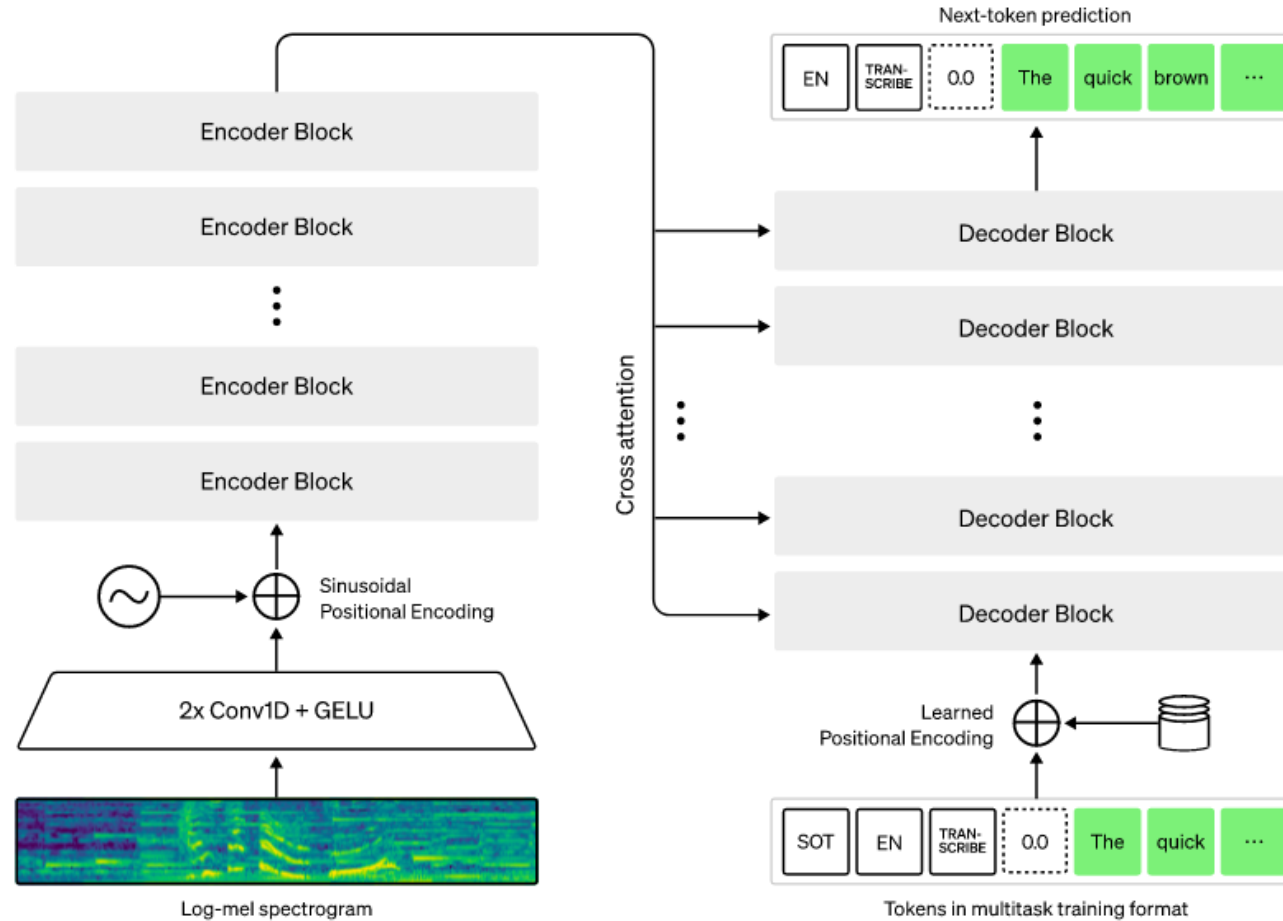 Next-token prediction
EN
TRAN-
SCRIBE
0.0
The
quick
brown
...
Encoder Block
Encoder Block
Encoder Block
Encoder Block
Sinusoidal
Positional Encoding
2x Conv1D + GELU
Log-mel spectrogram
Cross attention
Decoder Block
Decoder Block
Decoder Block
Decoder Block
Learned
Positional Encoding
SOT
EN
TRAN-
SCRIBE
0.0
The
quick
...
Tokens in multitask training format